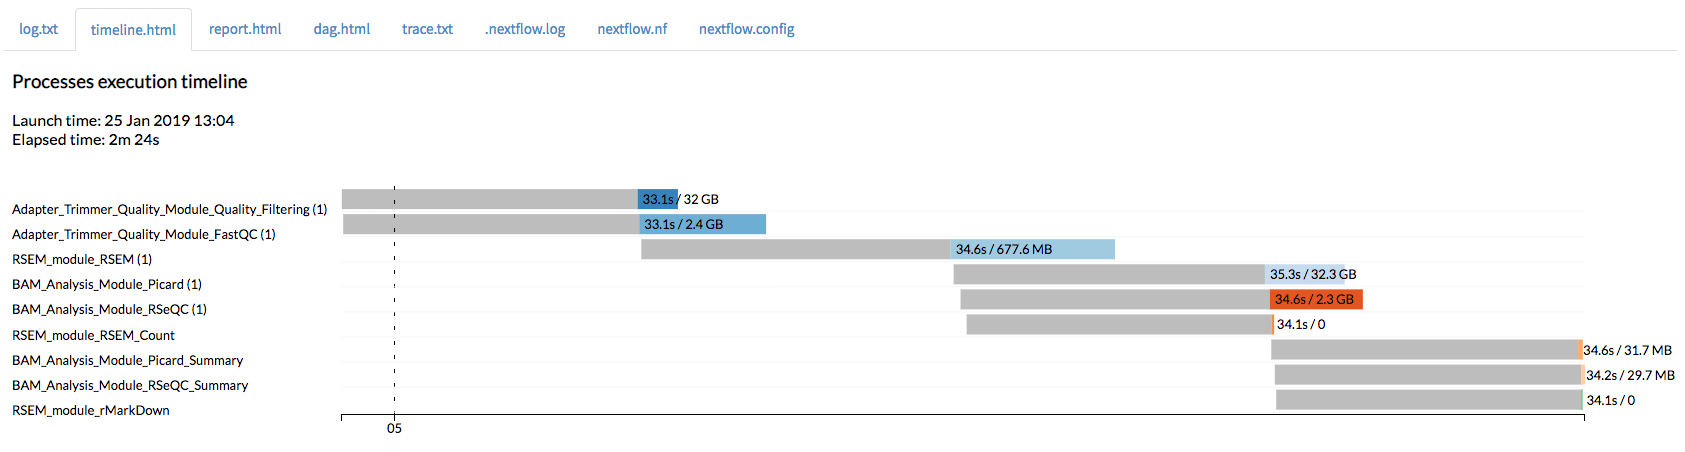 log.txt timeline.html report.html dag.html trace.txt .nextflow.log nextflow.nf nextflow.config
Processes execution timeline
Launch time: 25 Jan 2019 13:04
Elapsed time: 2m 24s
Adapter_Trimmer_Quality_Module_Quality_Filtering (1) 33.1s / 32 GB
Adapter_Trimmer_Quality_Module_FastQC (1) 33.1s / 2.4 GB
RSEM_module_RSEM (1) 34.6s / 677.6 MB
BAM_Analysis_Module_Picard (1) 35.3s / 32.3 GB
BAM_Analysis_Module_RSeQC (1) 34.6s / 2.3 GB
RSEM_module_RSEM_Count 34.1s / 0
BAM_Analysis_Module_Picard_Summary 34.6s / 31.7 MB
BAM_Analysis_Module_RSeQC_Summary 34.2s / 29.7 MB
RSEM_module_rMarkDown 34.1s / 0
05